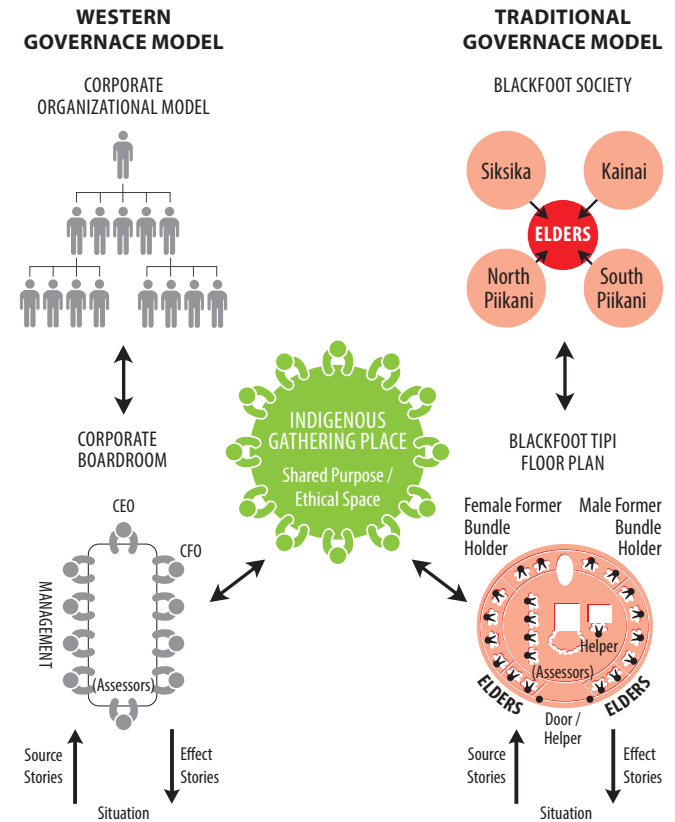 WESTERN
GOVERNACE MODEL
CORPORATE
ORGANIZATIONAL MODEL
CORPORATE
BOARDROOM
CEO
CFO
MANAGEMENT
(Assessors)
Source
Stories
Effect
Stories
Situation
INDIGENOUS
GATHERING PLACE
Shared Purpose /
Ethical Space
TRADITIONAL
GOVERNACE MODEL
BLACKFOOT SOCIETY
Siksika
Kainai
ELDERS
North
Piikani
South
Piikani
BLACKFOOT TIPI
FLOOR PLAN
Female Former
Bundle
Holder
Male Former
Bundle
Holder
Helper
(Assessors)
ELDERS
ELDERS
Door /
Helper
Source
Stories
Effect
Stories
Situation